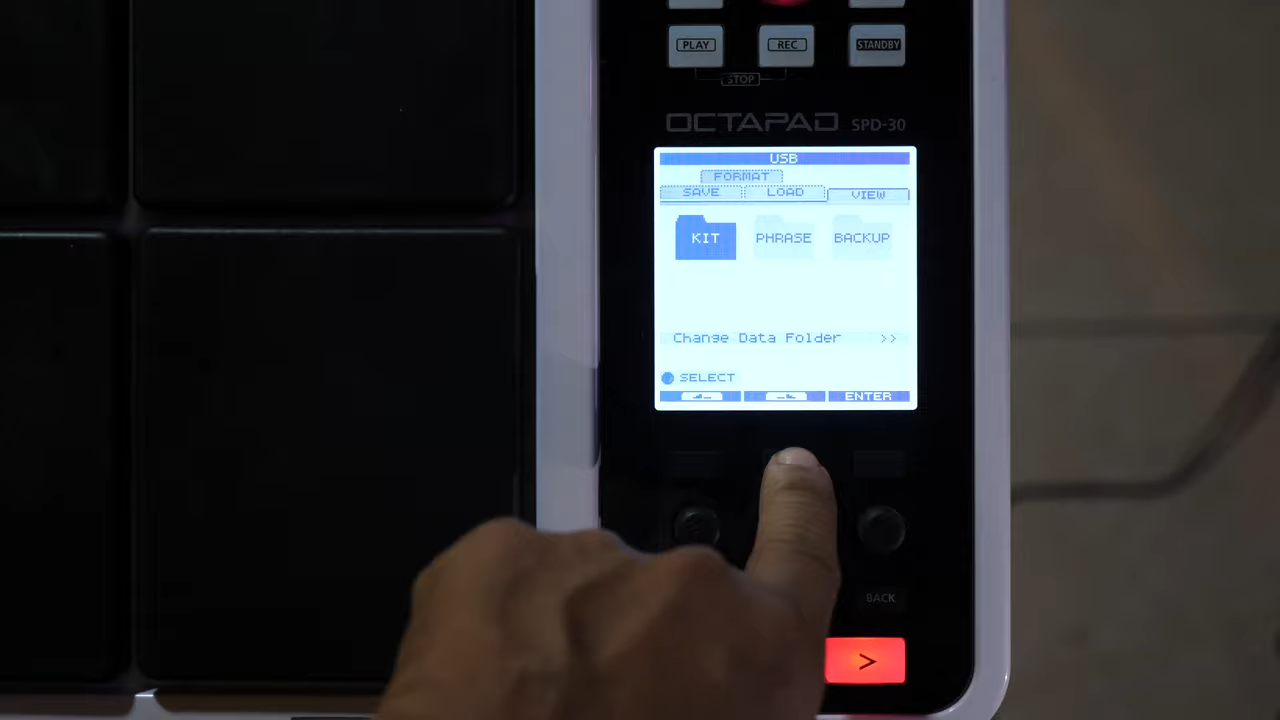 PLAY REC STANDBY
STOP
OCTAPAD SPD-30
USB
FORMAT
SAVE LOAD VIEW
KIT PHRASE BACKUP
Change Data Folder >>
SELECT
ENTER
BACK
>